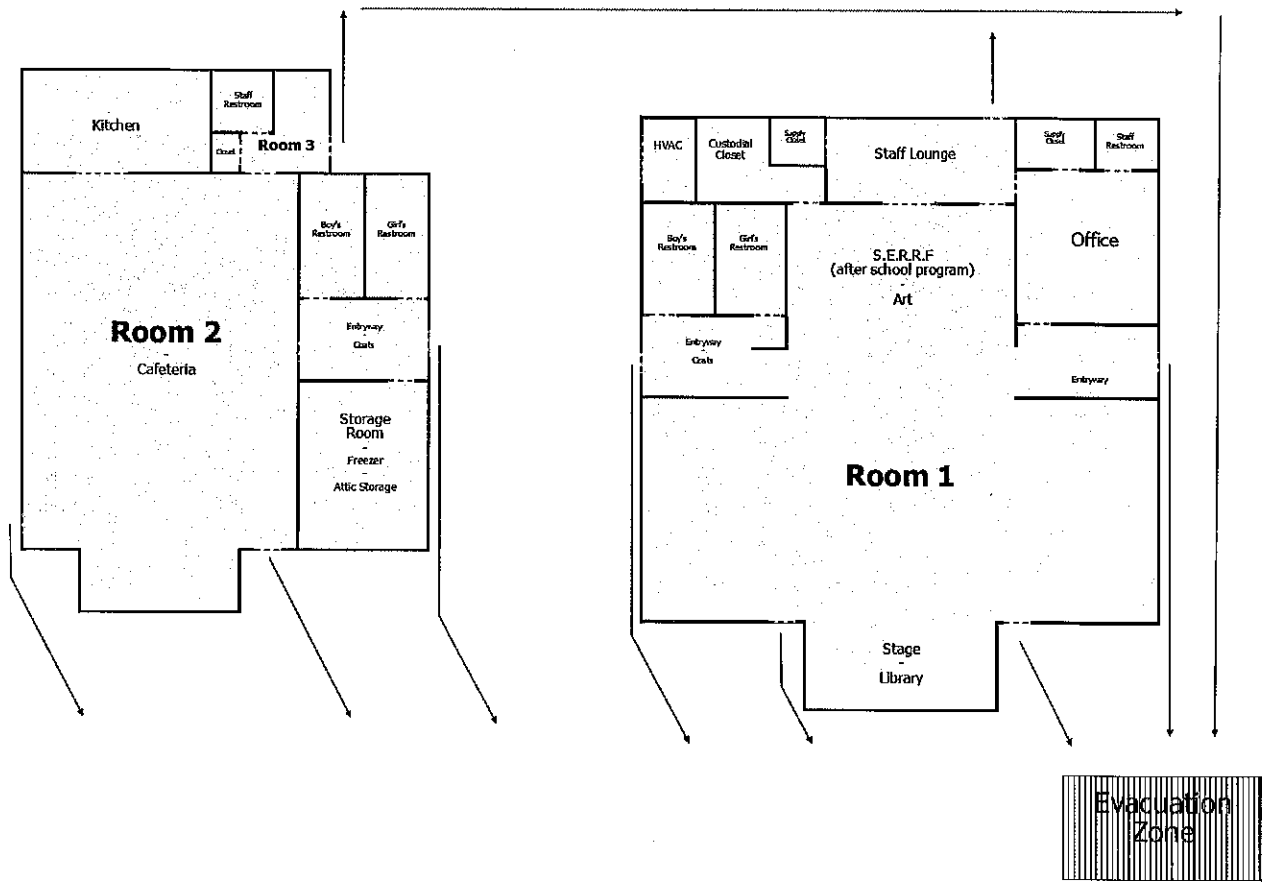 Kitchen
Staff
Restroom
Closet
Room 3
Boy's
Restroom
Girl's
Restroom
Room 2
-
Cafeteria
Entryway
-
Coats
Storage
Room
-
Freezer
-
Attic Storage
HVAC
Custodial
Closet
Supply
Closet
Staff Lounge
Supply
Closet
Staff
Restroom
Boy's
Restroom
Girl's
Restroom
S.E.R.R.F
(after school program)
-
Art
Office
Entryway
-
Coats
Entryway
Room 1
Stage
-
Library
Evacuation
Zone